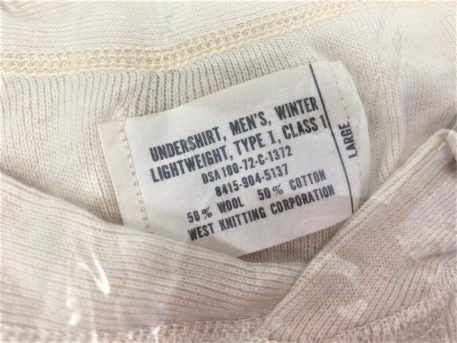 UNDERSHIRT, MEN'S, WINTER
LIGHTWEIGHT, TYPE I, CLASS 1
DSA 100-72-C-1372
8415-904-5137
50% WOOL 50% COTTON
WEST KNITTING CORPORATION
LARGE